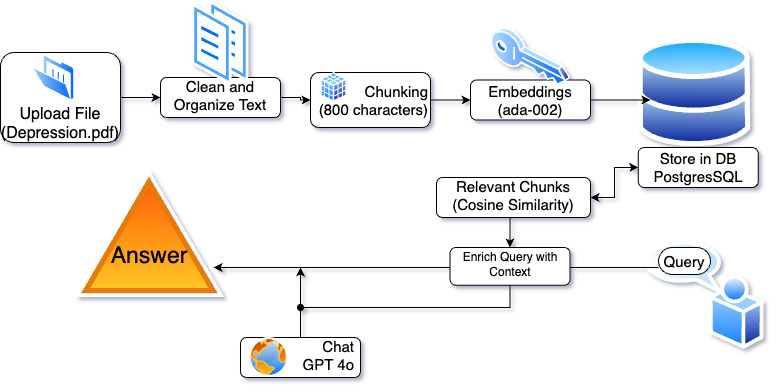 Upload File
(Depression.pdf)
Clean and
Organize Text
Chunking
(800 characters)
Embeddings
(ada-002)
Store in DB
PostgresSQL
Relevant Chunks
(Cosine Similarity)
Answer
Enrich Query with
Context
Query
Chat
GPT 4o